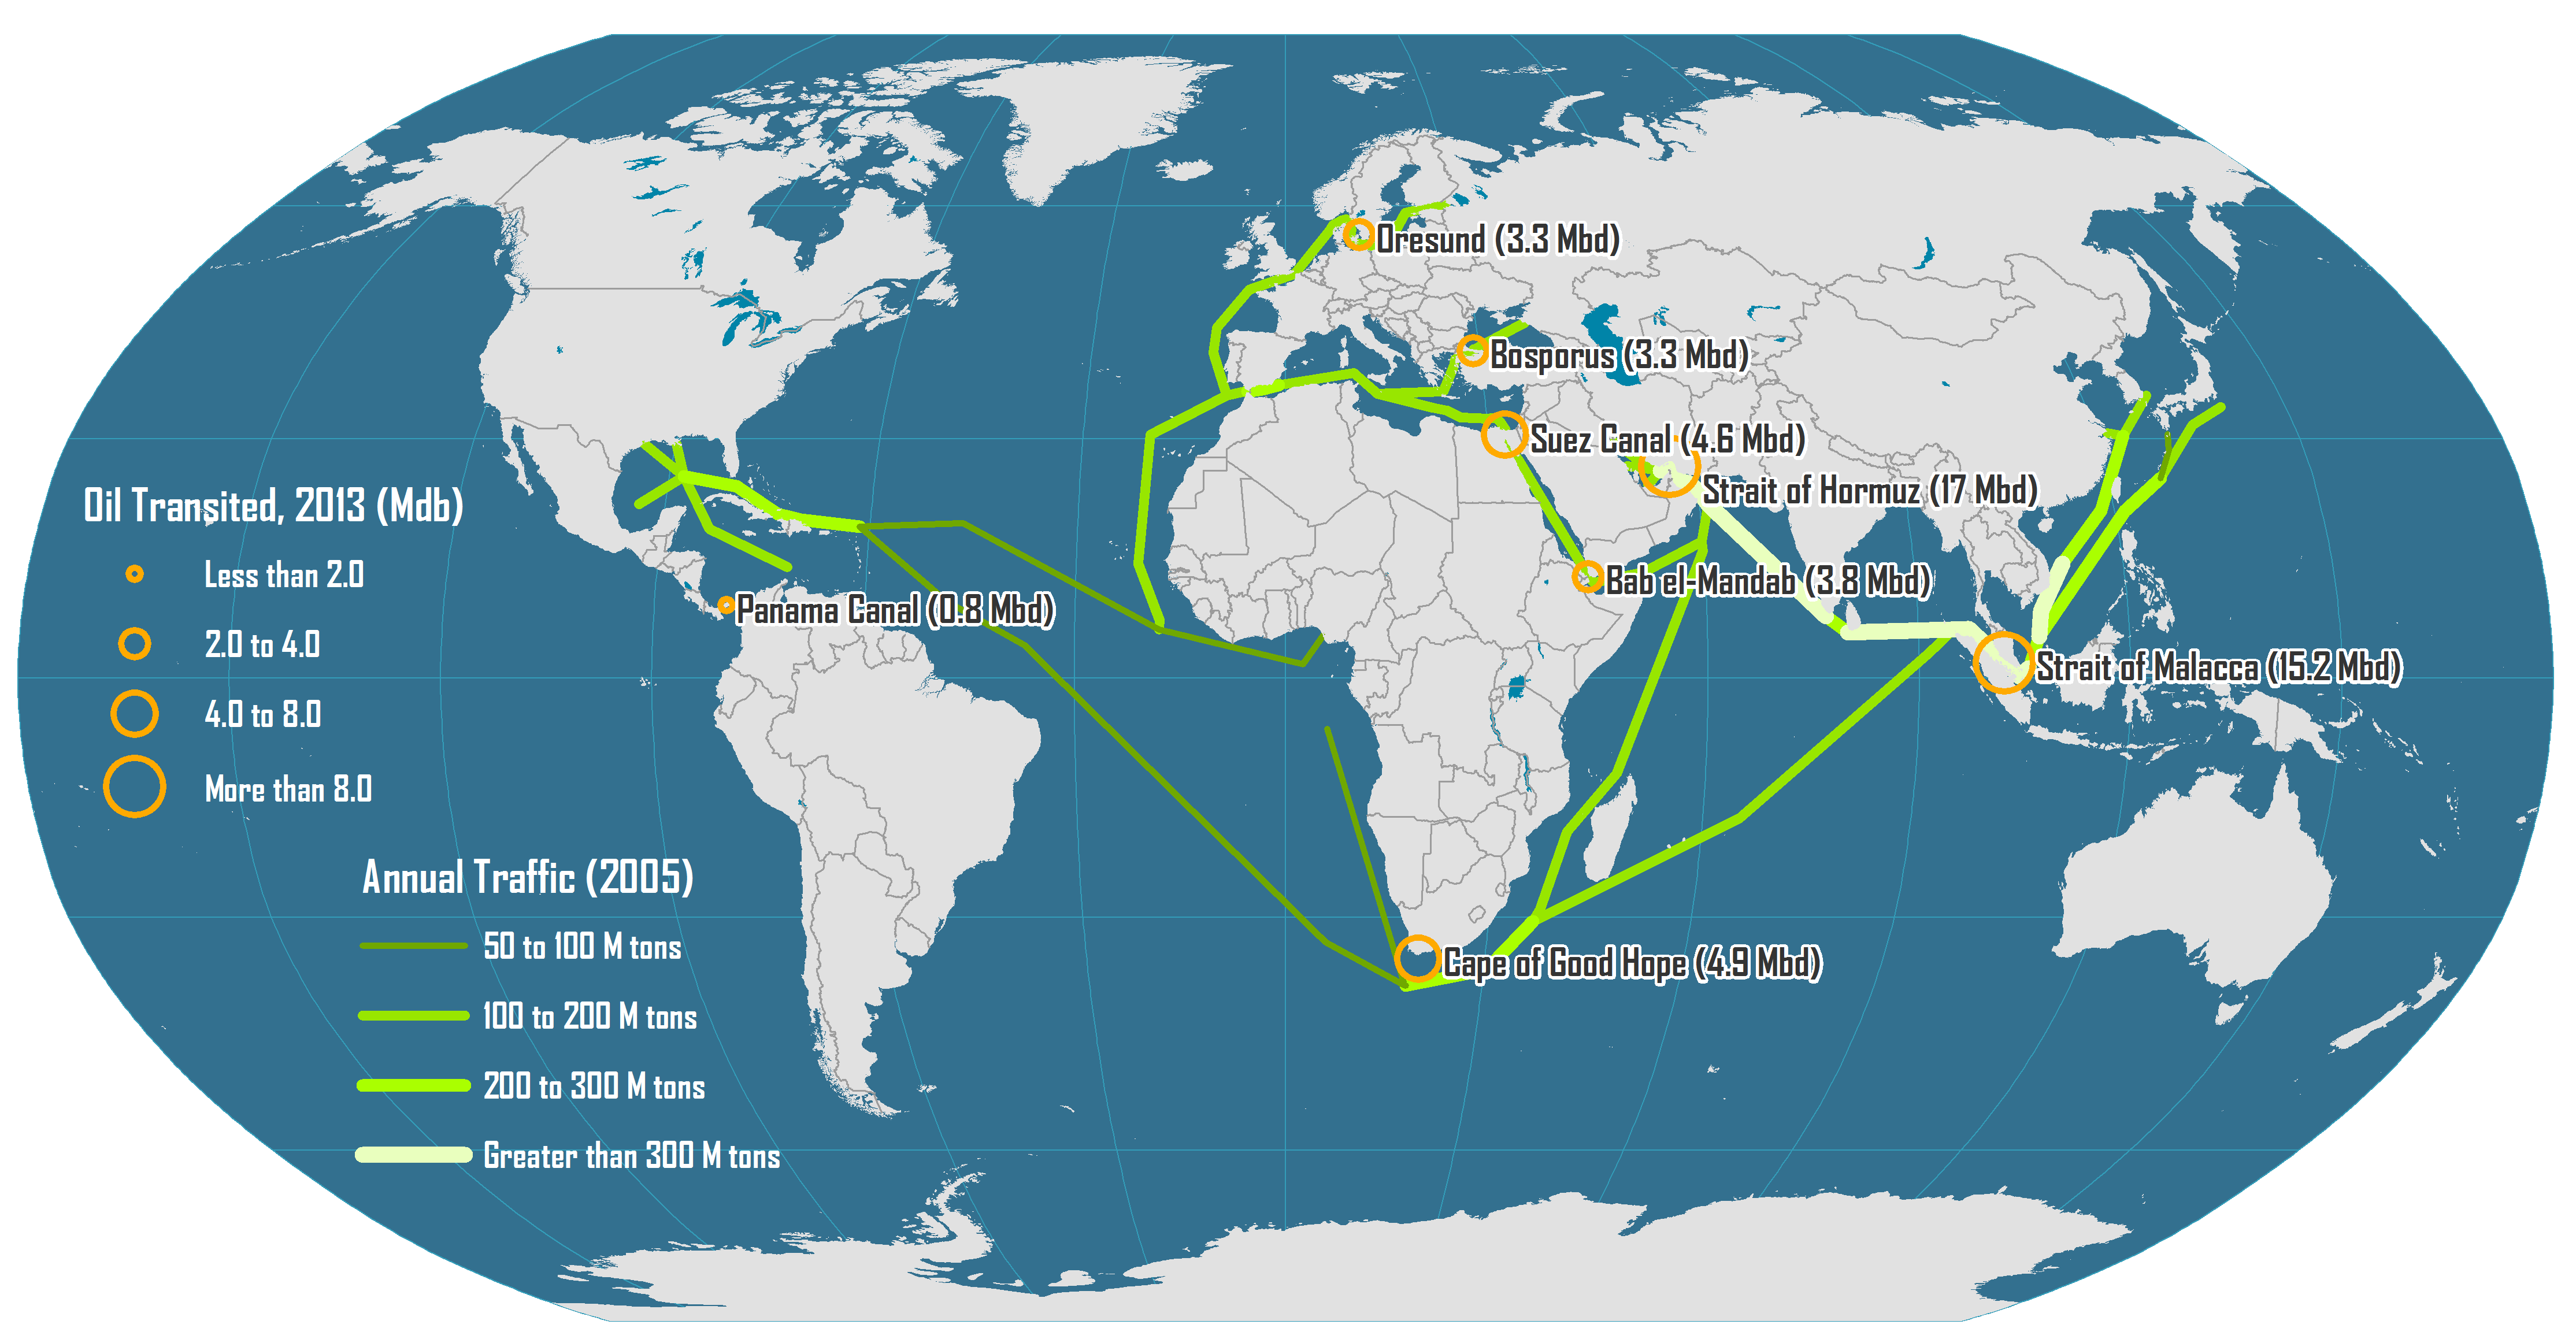 Oresund (3.3 Mbd)
Bosporus (3.3 Mbd)
Suez Canal (4.6 Mbd)
Strait of Hormuz (17 Mbd)
Bab el-Mandab (3.8 Mbd)
Panama Canal (0.8 Mbd)
Strait of Malacca (15.2 Mbd)
Cape of Good Hope (4.9 Mbd)
Oil Transited, 2013 (Mdb)
Less than 2.0
2.0 to 4.0
4.0 to 8.0
More than 8.0
Annual Traffic (2005)
50 to 100 M tons
100 to 200 M tons
200 to 300 M tons
Greater than 300 M tons